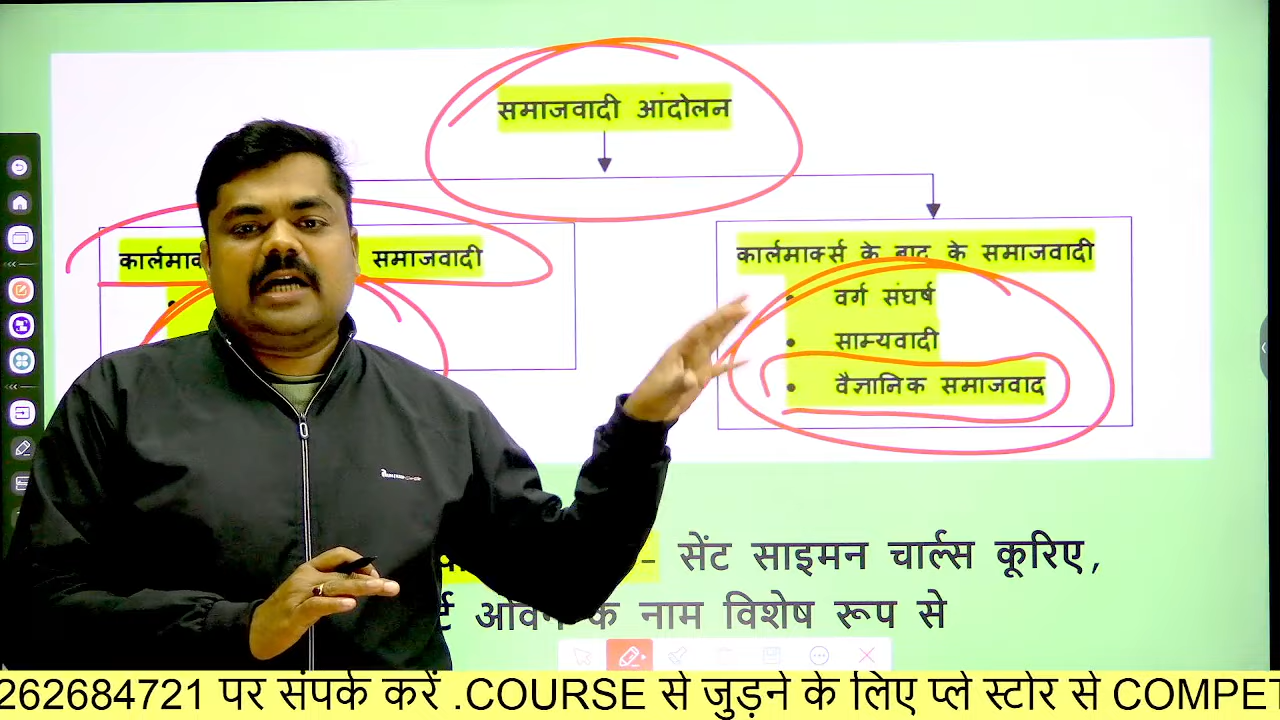 समाजवादी आंदोलन
समाजवादी
कार्लमार्क्स के बाद के समाजवादी
• वर्ग संघर्ष
• साम्यवादी
• वैज्ञानिक समाजवाद
– सेंट साइमन चार्ल्स कूरिए,
ओवन के नाम विशेष रूप से
262684721 पर संपर्क करें .COURSE से जुड़ने के लिए प्ले स्टोर से COMPET